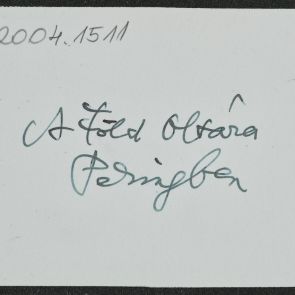 2004.1511
A Föld Oltára
Pekingben